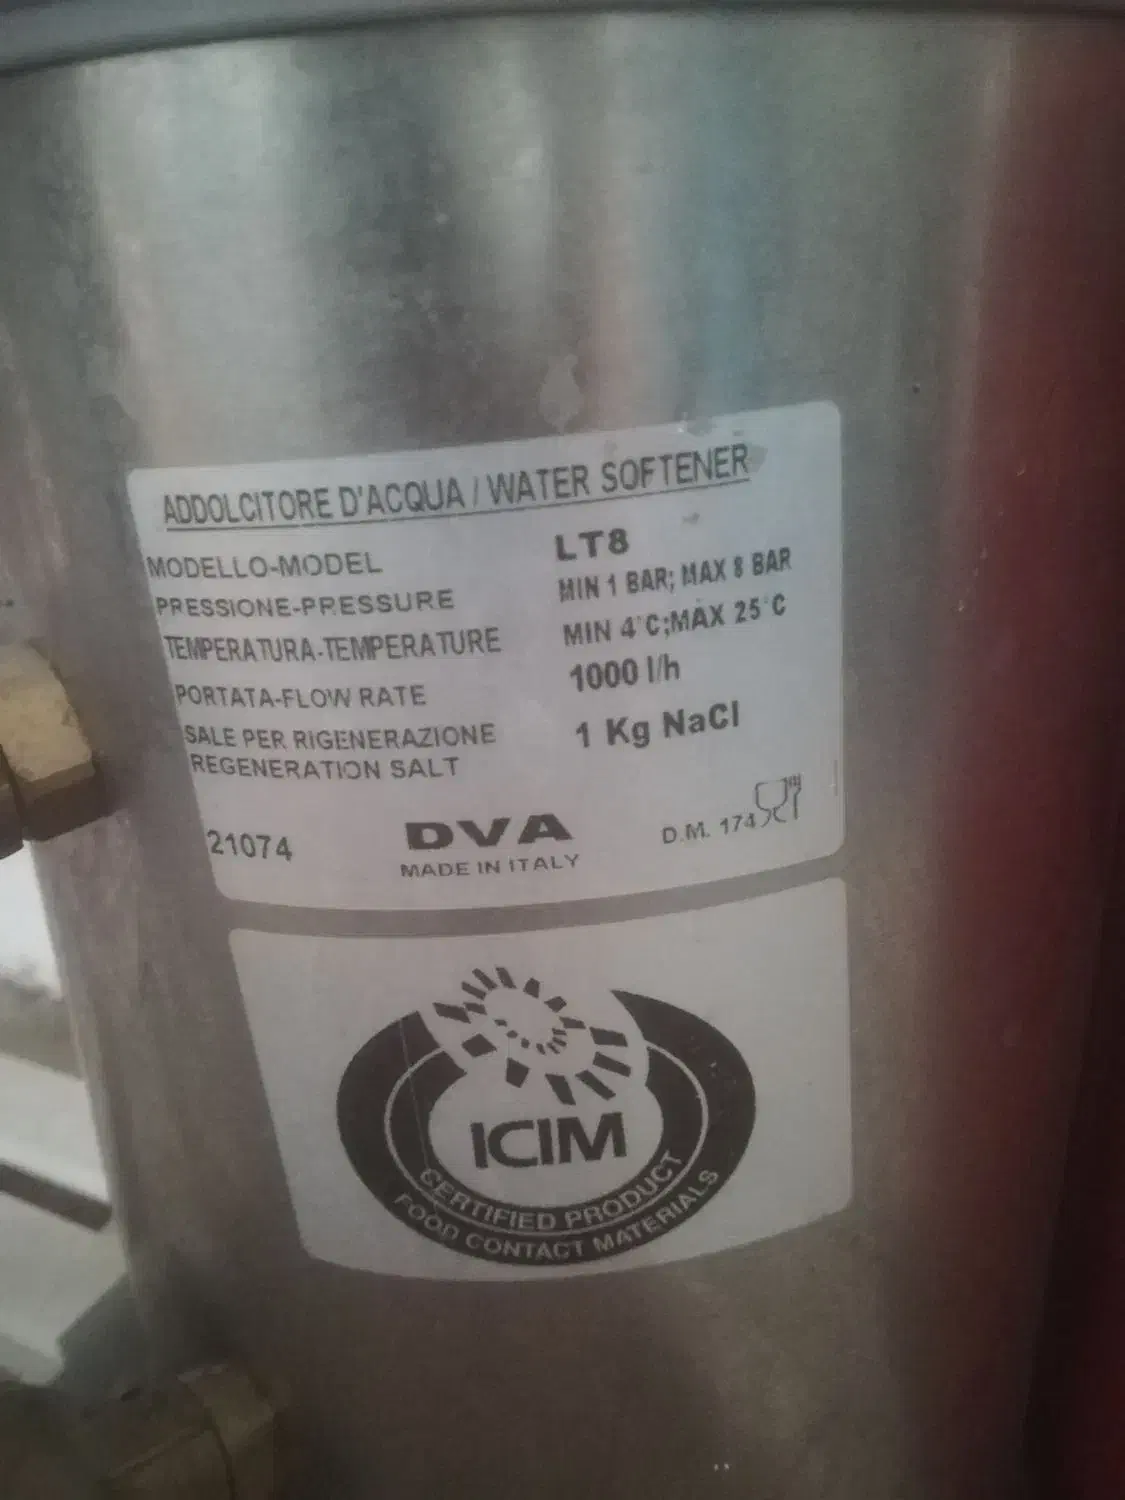 ADDOLCITORE D'ACQUA / WATER SOFTENER
MODELLO-MODEL LT8
PRESSIONE-PRESSURE MIN 1 BAR; MAX 8 BAR
TEMPERATURA-TEMPERATURE MIN 4°C;MAX 25°C
PORTATA-FLOW RATE 1000 l/h
SALE PER RIGENERAZIONE 1 Kg NaCl
REGENERATION SALT
21074 DVA D.M. 174
MADE IN ITALY
ICIM
CERTIFIED PRODUCT
FOOD CONTACT MATERIALS